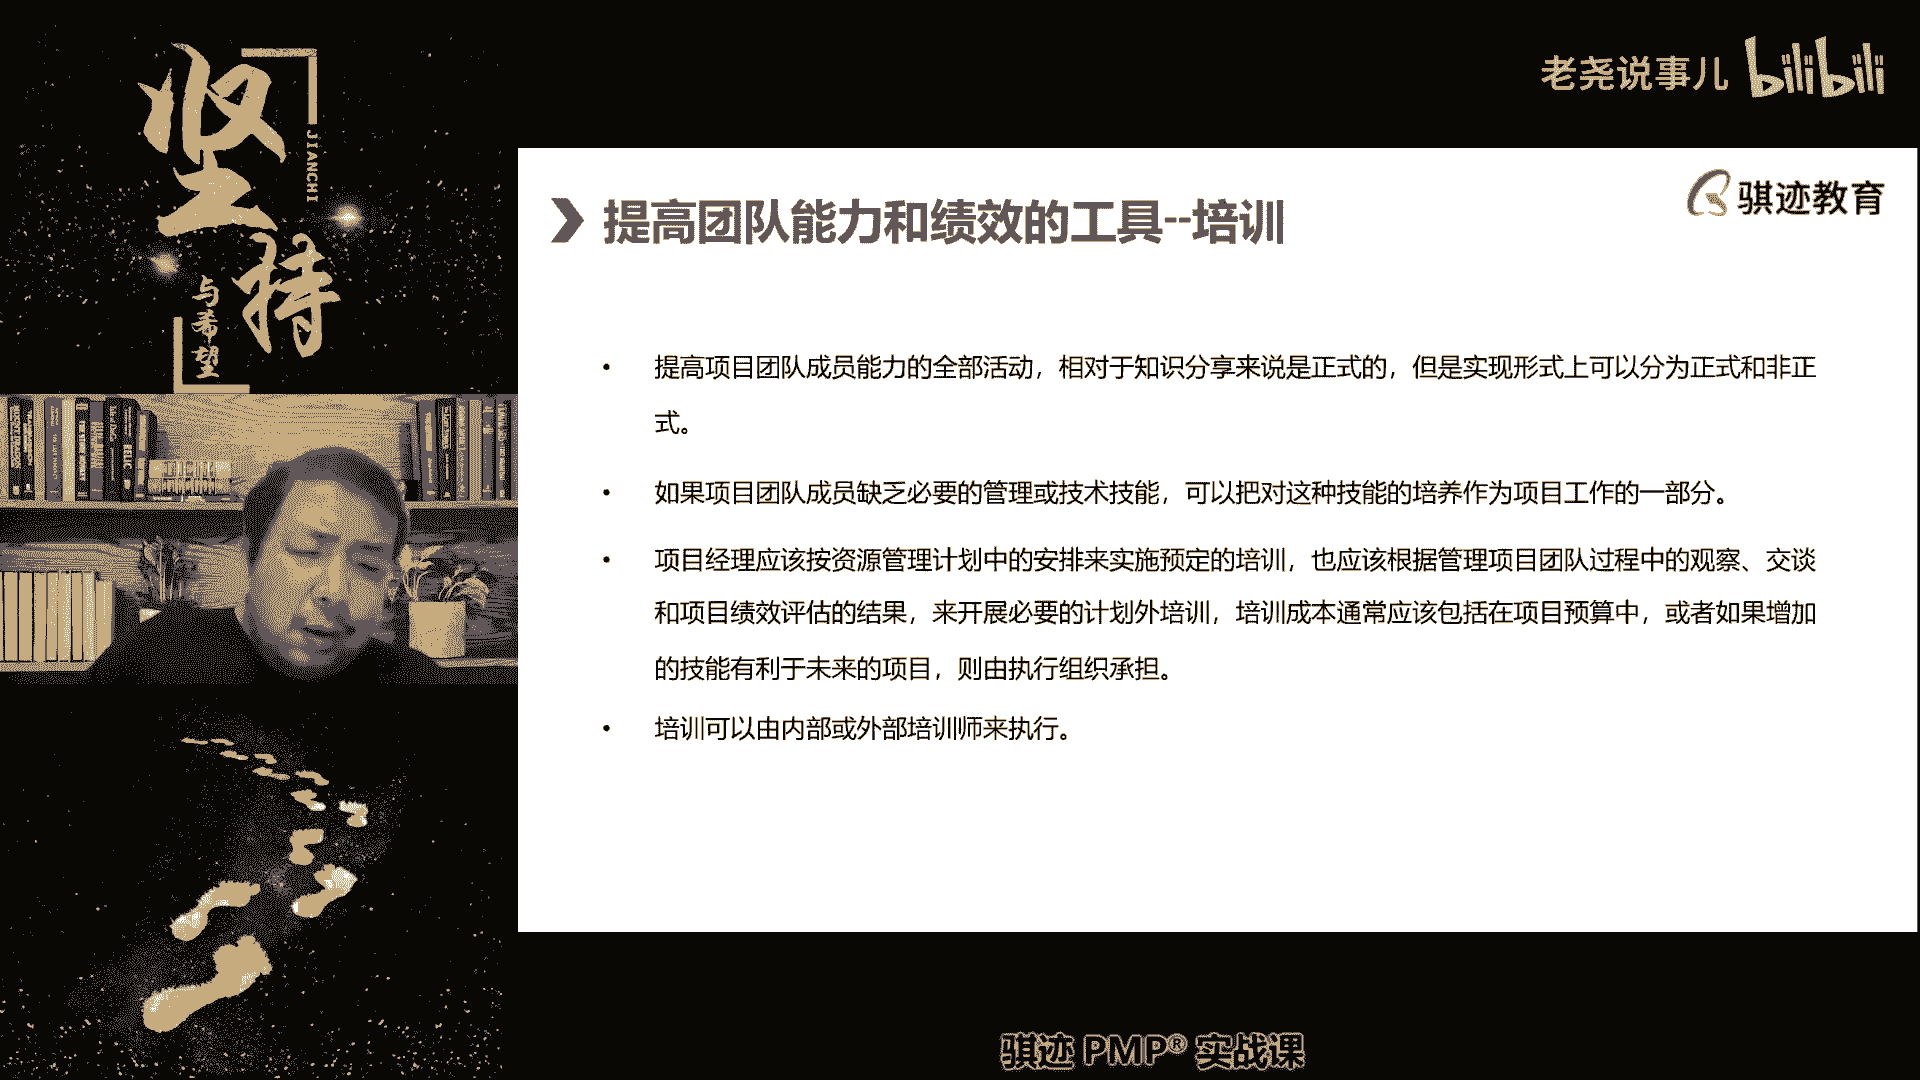 坚持
JIANCHI
与希望
老尧说事儿 bilibili
骐迹教育
提高团队能力和绩效的工具--培训
• 提高项目团队成员能力的全部活动，相对于知识分享来说是正式的，但是实现形式上可以分为正式和非正
式。
• 如果项目团队成员缺乏必要的管理或技术技能，可以把对这种技能的培养作为项目工作的一部分。
• 项目经理应该按资源管理计划中的安排来实施预定的培训，也应该根据管理项目团队过程中的观察、交谈
和项目绩效评估的结果，来开展必要的计划外培训，培训成本通常应该包括在项目预算中，或者如果增加
的技能有利于未来的项目，则由执行组织承担。
• 培训可以由内部或外部培训师来执行。
骐迹 PMP® 实战课